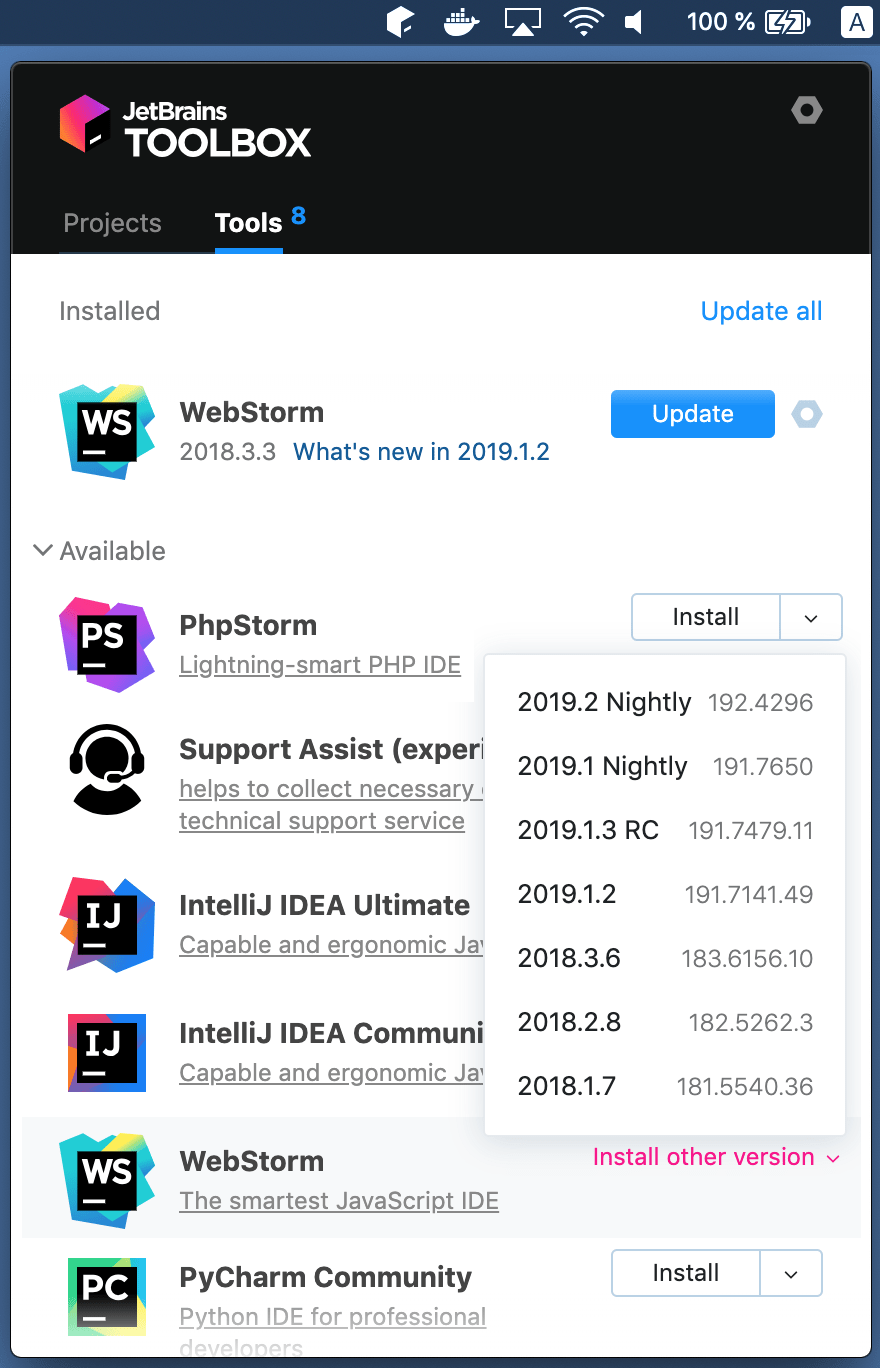 100 % A
JetBrains
TOOLBOX
Projects Tools 8
Installed Update all
WS WebStorm Update
2018.3.3 What's new in 2019.1.2
Available
PS PhpStorm Install
Lightning-smart PHP IDE
2019.2 Nightly 192.4296
Support Assist (experi
2019.1 Nightly 191.7650
helps to collect necessary
technical support service
2019.1.3 RC 191.7479.11
IJ IntelliJ IDEA Ultimate 2019.1.2 191.7141.49
Capable and ergonomic Jav
2018.3.6 183.6156.10
IJ IntelliJ IDEA Communi 2018.2.8 182.5262.3
Capable and ergonomic Jav
2018.1.7 181.5540.36
WS WebStorm Install other version
The smartest JavaScript IDE
PC PyCharm Community Install
Python IDE for professional
developers